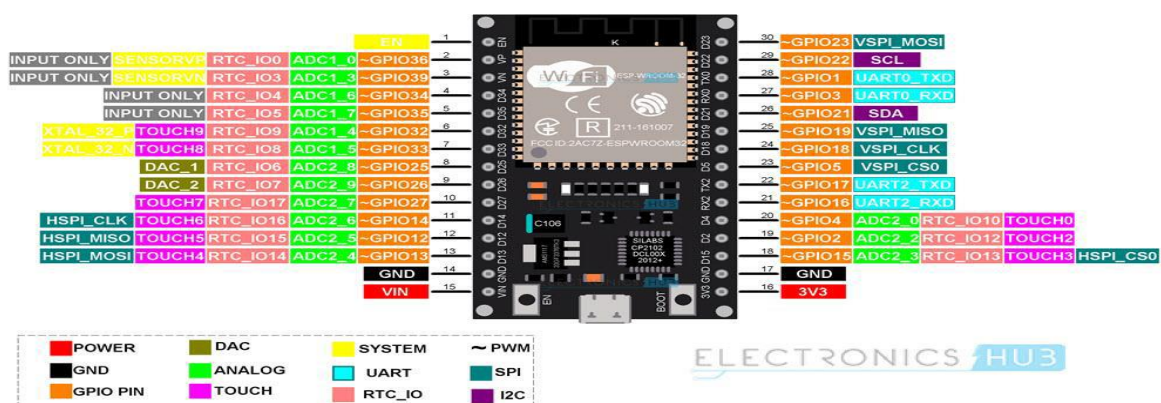 EN 1 EN D23 30 ~GPIO23 VSPI_MOSI
INPUT ONLY SENSORVP RTC_IO0 ADC1_0 ~GPIO36 2 VP D22 29 ~GPIO22 SCL
INPUT ONLY SENSORVN RTC_IO3 ADC1_3 ~GPIO39 3 VN TX0 28 ~GPIO1 UART0_TXD
INPUT ONLY RTC_IO4 ADC1_6 ~GPIO34 4 D34 RX0 27 ~GPIO3 UART0_RXD
INPUT ONLY RTC_IO5 ADC1_7 ~GPIO35 5 D35 D21 26 ~GPIO21 SDA
XTAL_32_P TOUCH9 RTC_IO9 ADC1_4 ~GPIO32 6 D32 D19 25 ~GPIO19 VSPI_MISO
XTAL_32_N TOUCH8 RTC_IO8 ADC1_5 ~GPIO33 7 D33 D18 24 ~GPIO18 VSPI_CLK
DAC_1 RTC_IO6 ADC2_8 ~GPIO25 8 D25 D5 23 ~GPIO5 VSPI_CS0
DAC_2 RTC_IO7 ADC2_9 ~GPIO26 9 D26 TX2 22 ~GPIO17 UART2_TXD
TOUCH7 RTC_IO17 ADC2_7 ~GPIO27 10 D27 RX2 21 ~GPIO16 UART2_RXD
HSPI_CLK TOUCH6 RTC_IO16 ADC2_6 ~GPIO14 11 D14 D4 20 ~GPIO4 ADC2_0 RTC_IO10 TOUCH0
HSPI_MISO TOUCH5 RTC_IO15 ADC2_5 ~GPIO12 12 D12 D2 19 ~GPIO2 ADC2_2 RTC_IO12 TOUCH2
HSPI_MOSI TOUCH4 RTC_IO14 ADC2_4 ~GPIO13 13 D13 D15 18 ~GPIO15 ADC2_3 RTC_IO13 TOUCH3 HSPI_CS0
GND 14 GND GND 17 GND
VIN 15 VIN 3V3 16 3V3
K
Wi Fi ESP-WROOM32
CE
R 211-161007
FCC ID:2AC7Z-ESPWROOM32
C106
SILABS
CP2102
DCL00X
2012+
AMS1117
EN BOOT
POWER DAC SYSTEM ~ PWM
GND ANALOG UART SPI
GPIO PIN TOUCH RTC_IO I2C
ELECTRONICS HUB